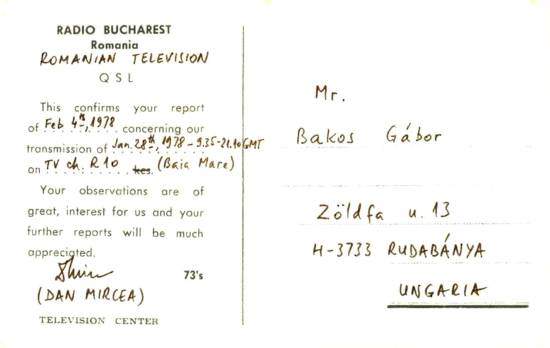 RADIO BUCHAREST
Romania
ROMANIAN TELEVISION
QSL
This confirms your report
of Feb 4th, 1978 concerning our
transmission of Jan. 28th, 1978 - 9.35-21.10 GMT
on TV ch. R10 kcs. (Baia Mare)
Your observations are of
great, interest for us and your
further reports will be much
appreciated.
73's
(DAN MIRCEA)
TELEVISION CENTER
Mr.
Bakos Gábor
Zöldfa u. 13
H-3733 RUDABÁNYA
UNGARIA